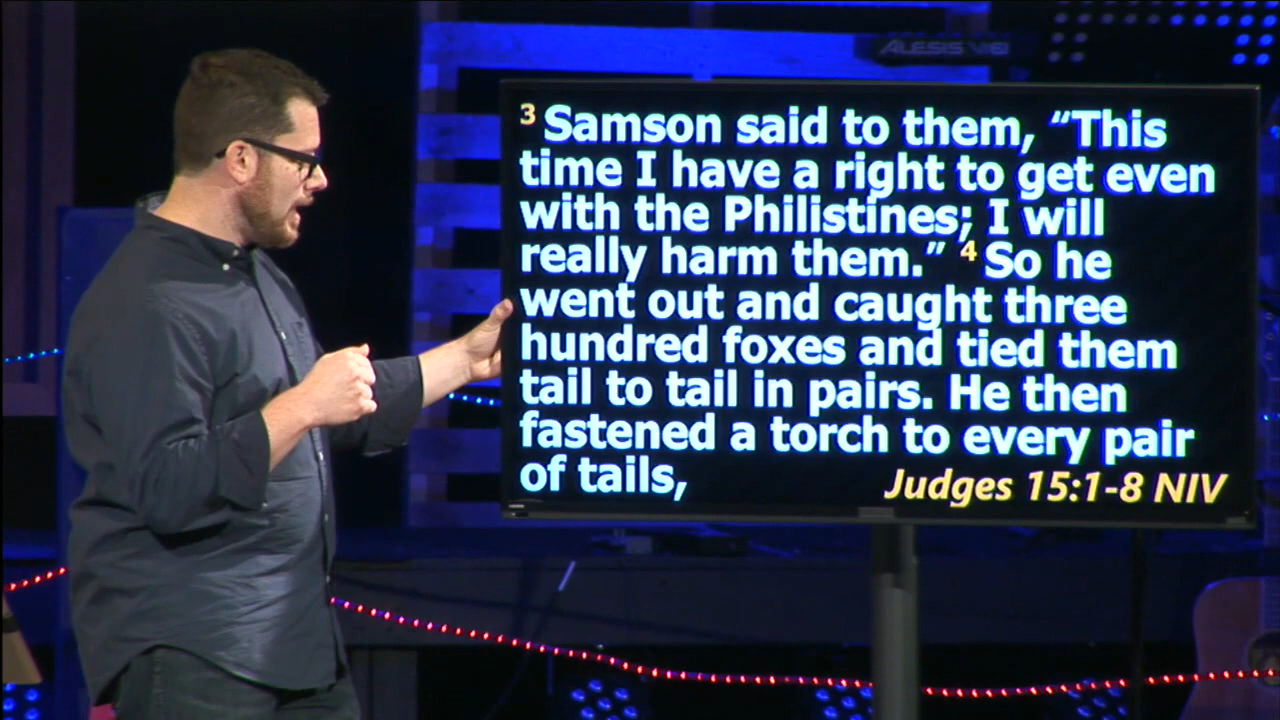 ALESIS V61
3 Samson said to them, “This
time I have a right to get even
with the Philistines; I will
really harm them.” 4 So he
went out and caught three
hundred foxes and tied them
tail to tail in pairs. He then
fastened a torch to every pair
of tails,
Judges 15:1-8 NIV